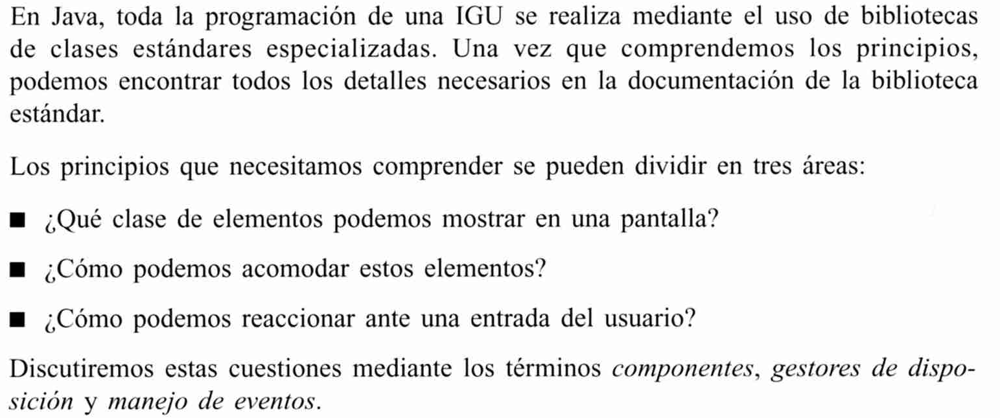 En Java, toda la programación de una IGU se realiza mediante el uso de bibliotecas
de clases estándares especializadas. Una vez que comprendemos los principios,
podemos encontrar todos los detalles necesarios en la documentación de la biblioteca
estándar.
Los principios que necesitamos comprender se pueden dividir en tres áreas:
■ ¿Qué clase de elementos podemos mostrar en una pantalla?
■ ¿Cómo podemos acomodar estos elementos?
■ ¿Cómo podemos reaccionar ante una entrada del usuario?
Discutiremos estas cuestiones mediante los términos componentes, gestores de dispo-
sición y manejo de eventos.